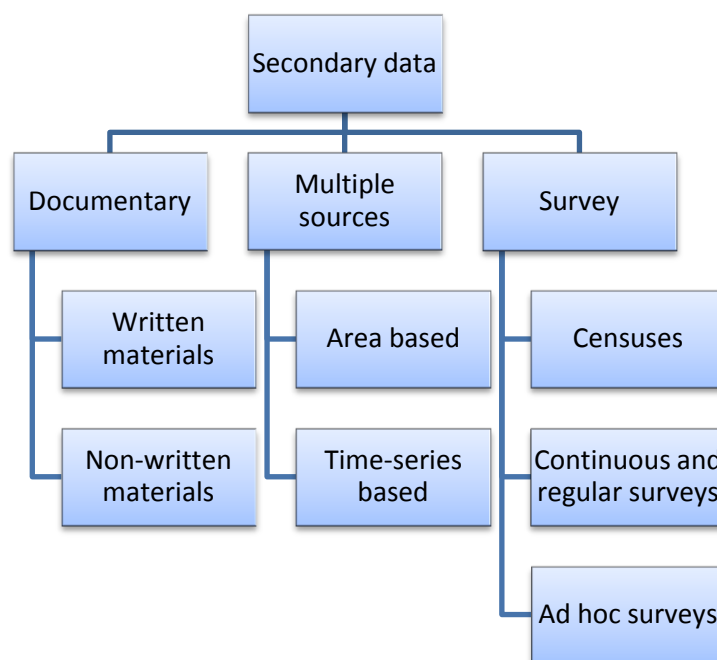 Secondary data
Documentary
Multiple
sources
Survey
Written
materials
Area based
Censuses
Non-written
materials
Time-series
based
Continuous and
regular surveys
Ad hoc surveys